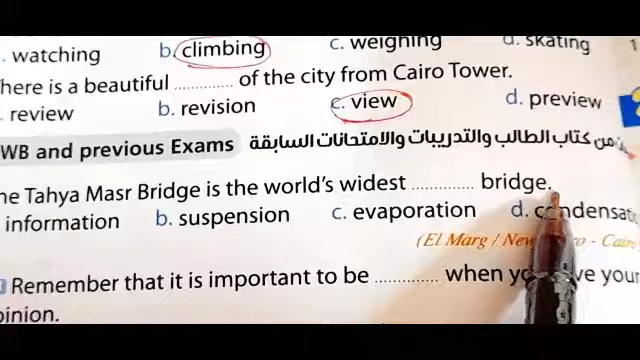 . watching b. climbing c. weighing d. skating
here is a beautiful ............ of the city from Cairo Tower.
. review b. revision c. view d. preview
WB and previous Exams من كتاب الطالب والتدريبات والامتحانات السابقة
he Tahya Masr Bridge is the world's widest ............ bridge.
information b. suspension c. evaporation d.
(El Marg / New - Cairo
Remember that it is important to be ............ when your
pinion.